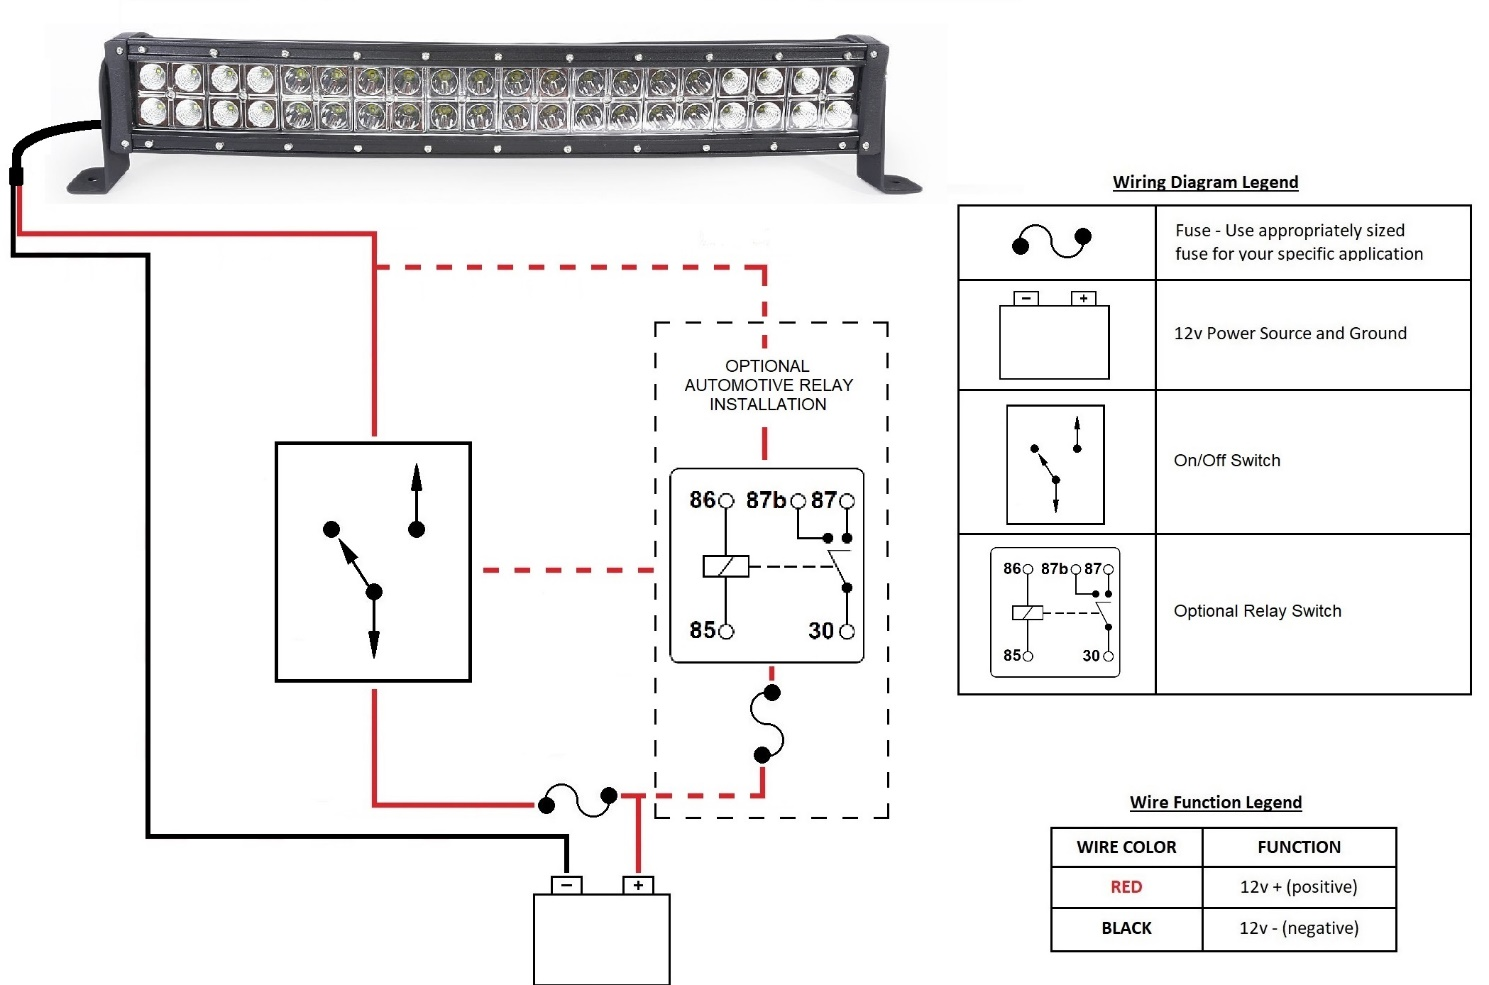 Wiring Diagram Legend
Fuse - Use appropriately sized
fuse for your specific application
− +
12v Power Source and Ground
On/Off Switch
86 87b 87
85 30
Optional Relay Switch
OPTIONAL
AUTOMOTIVE RELAY
INSTALLATION
86 87b 87
85 30
− +
Wire Function Legend
WIRE COLOR FUNCTION
RED 12v + (positive)
BLACK 12v - (negative)